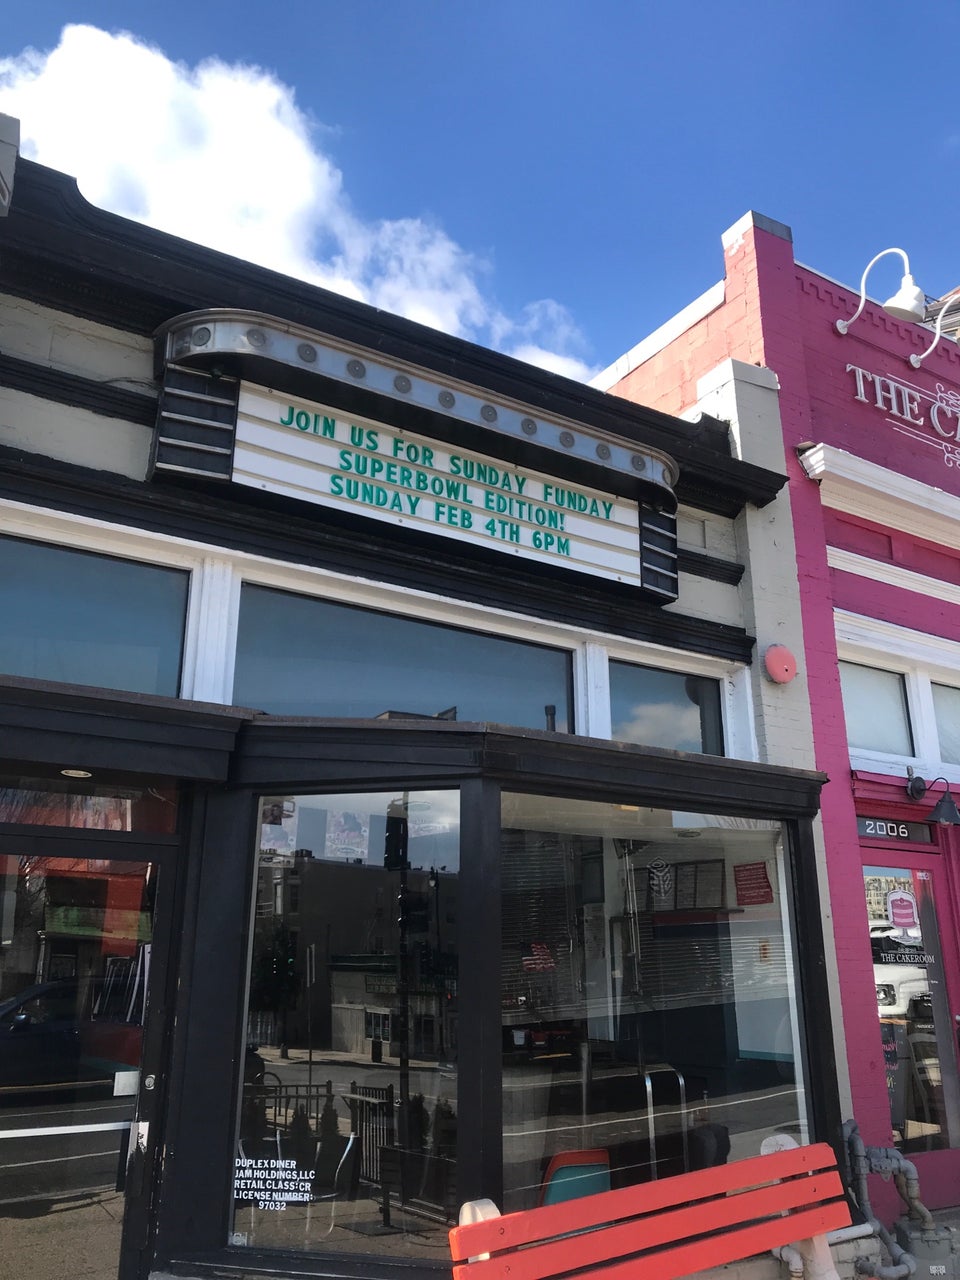 JOIN US FOR SUNDAY FUNDAY
SUPERBOWL EDITION!
SUNDAY FEB 4TH 6PM
THE
2006
THE CAKEROOM
DUPLEX DINER
JAM HOLDINGS,LLC
RETAIL CLASS:CR
LICENSE NUMBER:
97032